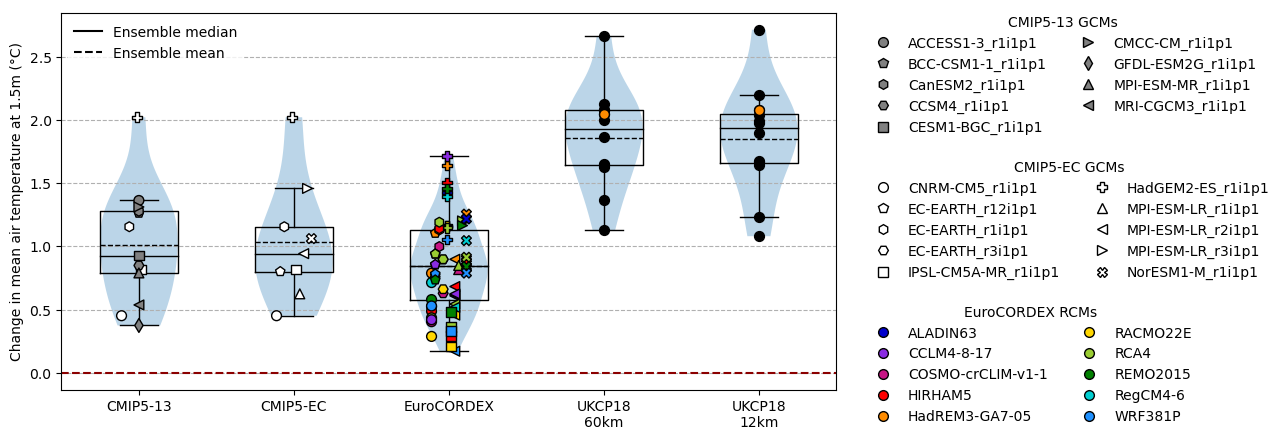 Change in mean air temperature at 1.5m (°C)
2.5
2.0
1.5
1.0
0.5
0.0
Ensemble median
Ensemble mean
CMIP5-13
CMIP5-EC
EuroCORDEX
UKCP18
60km
UKCP18
12km
CMIP5-13 GCMs
ACCESS1-3_r1i1p1
BCC-CSM1-1_r1i1p1
CanESM2_r1i1p1
CCSM4_r1i1p1
CESM1-BGC_r1i1p1
CMCC-CM_r1i1p1
GFDL-ESM2G_r1i1p1
MPI-ESM-MR_r1i1p1
MRI-CGCM3_r1i1p1
CMIP5-EC GCMs
CNRM-CM5_r1i1p1
EC-EARTH_r12i1p1
EC-EARTH_r1i1p1
EC-EARTH_r3i1p1
IPSL-CM5A-MR_r1i1p1
HadGEM2-ES_r1i1p1
MPI-ESM-LR_r1i1p1
MPI-ESM-LR_r2i1p1
MPI-ESM-LR_r3i1p1
NorESM1-M_r1i1p1
EuroCORDEX RCMs
ALADIN63
CCLM4-8-17
COSMO-crCLIM-v1-1
HIRHAM5
HadREM3-GA7-05
RACMO22E
RCA4
REMO2015
RegCM4-6
WRF381P